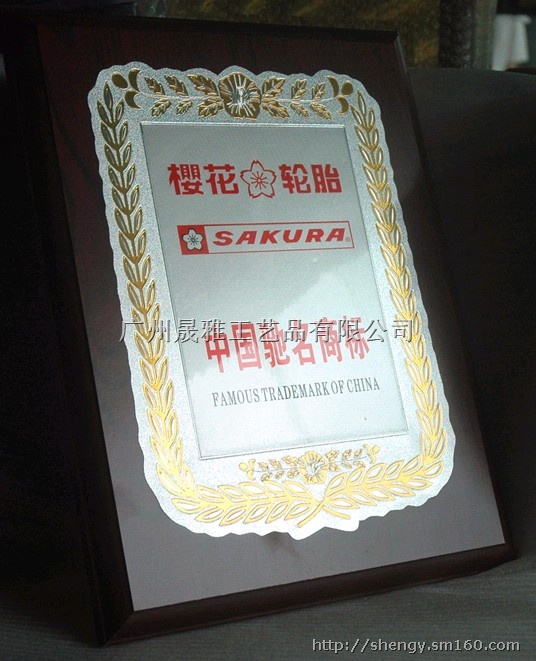 櫻花轮胎
SAKURA
广州晟雅工艺品有限公司
中国驰名商标
FAMOUS TRADEMARK OF CHINA
http://shengy.sm160.com/